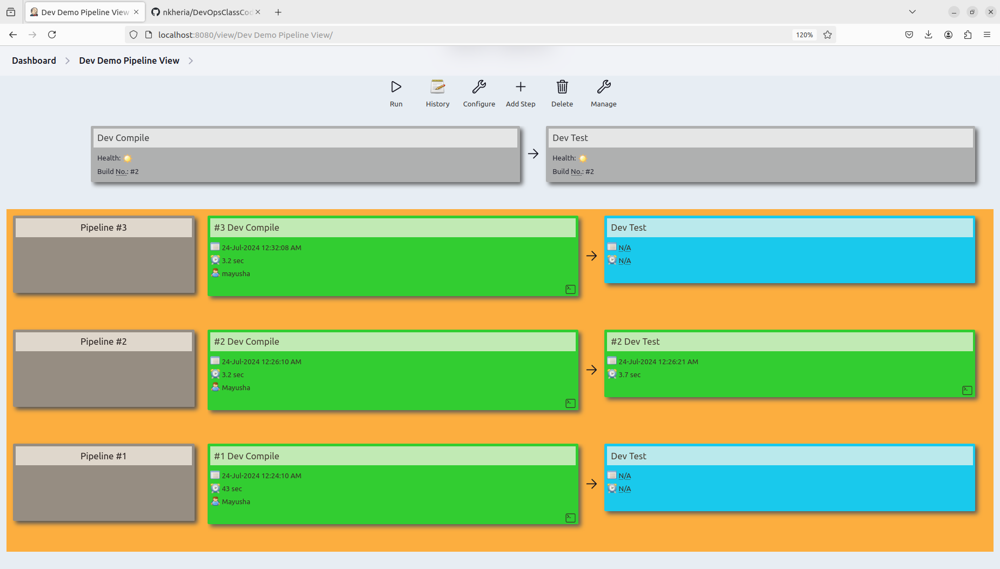 Dev Demo Pipeline View
nkheria/DevOpsClassCod
localhost:8080/view/Dev Demo Pipeline View/
120%
Dashboard
Dev Demo Pipeline View
Run
History
Configure
Add Step
Delete
Manage
Dev Compile
Health:
Build No.: #2
Dev Test
Health:
Build No.: #2
Pipeline #3
#3 Dev Compile
24-Jul-2024 12:32:08 AM
3.2 sec
mayusha
Dev Test
N/A
N/A
Pipeline #2
#2 Dev Compile
24-Jul-2024 12:26:10 AM
3.2 sec
Mayusha
#2 Dev Test
24-Jul-2024 12:26:21 AM
3.7 sec
Pipeline #1
#1 Dev Compile
24-Jul-2024 12:24:10 AM
43 sec
Mayusha
Dev Test
N/A
N/A